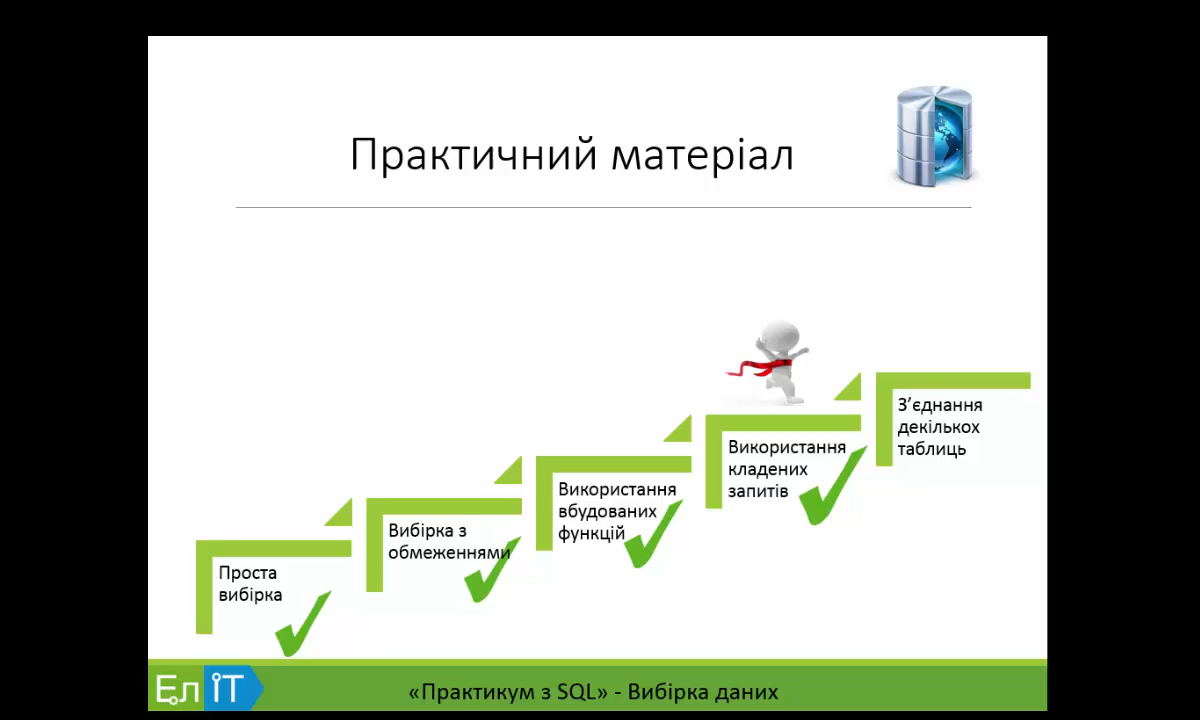 Практичний матеріал
З’єднання
декількох
таблиць
Використання
кладених
запитів
Використання
вбудованих
функцій
Вибірка з
обмеженнями
Проста
вибірка
Ел ІТ
«Практикум з SQL» - Вибірка даних